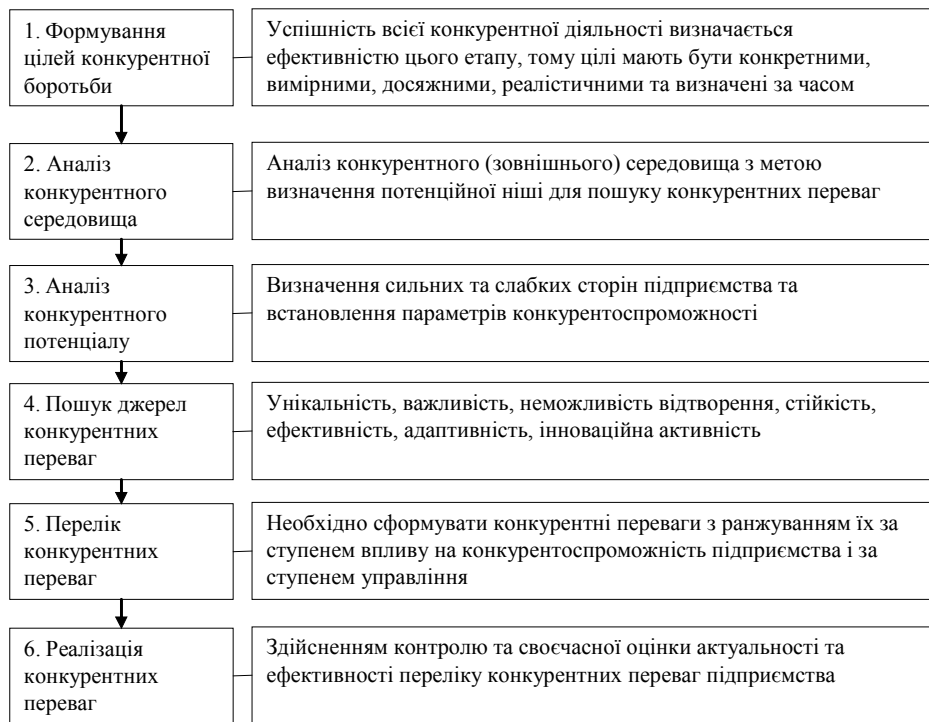 1. Формування
цілей конкурентної
боротьби
Успішність всієї конкурентної діяльності визначається
ефективністю цього етапу, тому цілі мають бути конкретними,
вимірними, досяжними, реалістичними та визначені за часом
2. Аналіз
конкурентного
середовища
Аналіз конкурентного (зовнішнього) середовища з метою
визначення потенційної ніші для пошуку конкурентних переваг
3. Аналіз
конкурентного
потенціалу
Визначення сильних та слабких сторін підприємства та
встановлення параметрів конкурентоспроможності
4. Пошук джерел
конкурентних
переваг
Унікальність, важливість, неможливість відтворення, стійкість,
ефективність, адаптивність, інноваційна активність
5. Перелік
конкурентних
переваг
Необхідно сформувати конкурентні переваги з ранжуванням їх за
ступенем впливу на конкурентоспроможність підприємства і за
ступенем управління
6. Реалізація
конкурентних
переваг
Здійсненням контролю та своєчасної оцінки актуальності та
ефективності переліку конкурентних переваг підприємства